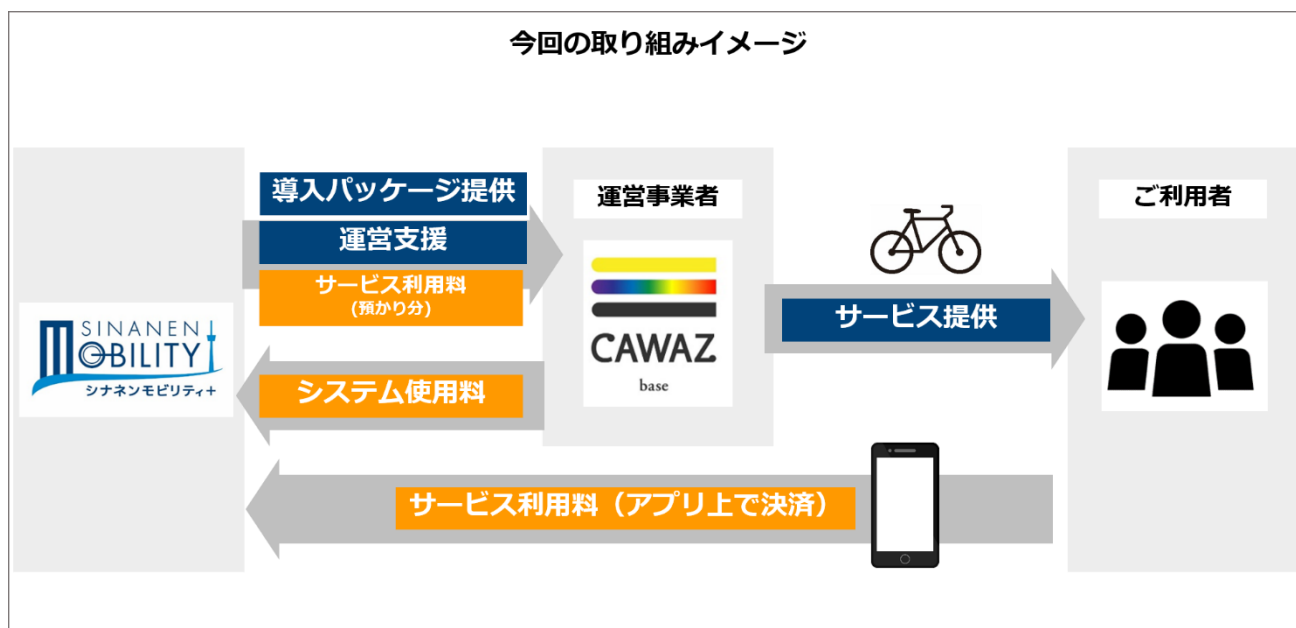 今回の取り組みイメージ
導入パッケージ提供
運営支援
サービス利用料
(預かり分)
SINANEN
MOBILITY
シナネンモビリティ+
システム使用料
運営事業者
CAWAZ
base
サービス提供
ご利用者
サービス利用料（アプリ上で決済）